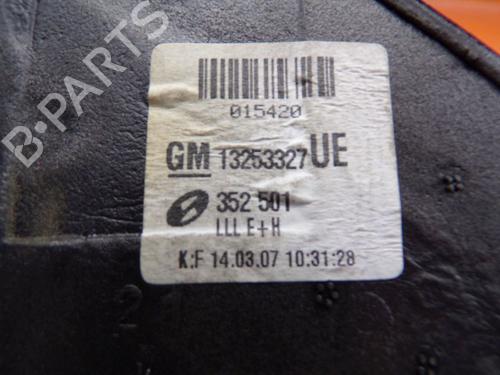 B-PARTS
015420
GM 13253327 UE
352 501
LLL E+H
K:F 14.03.07 10:31:28